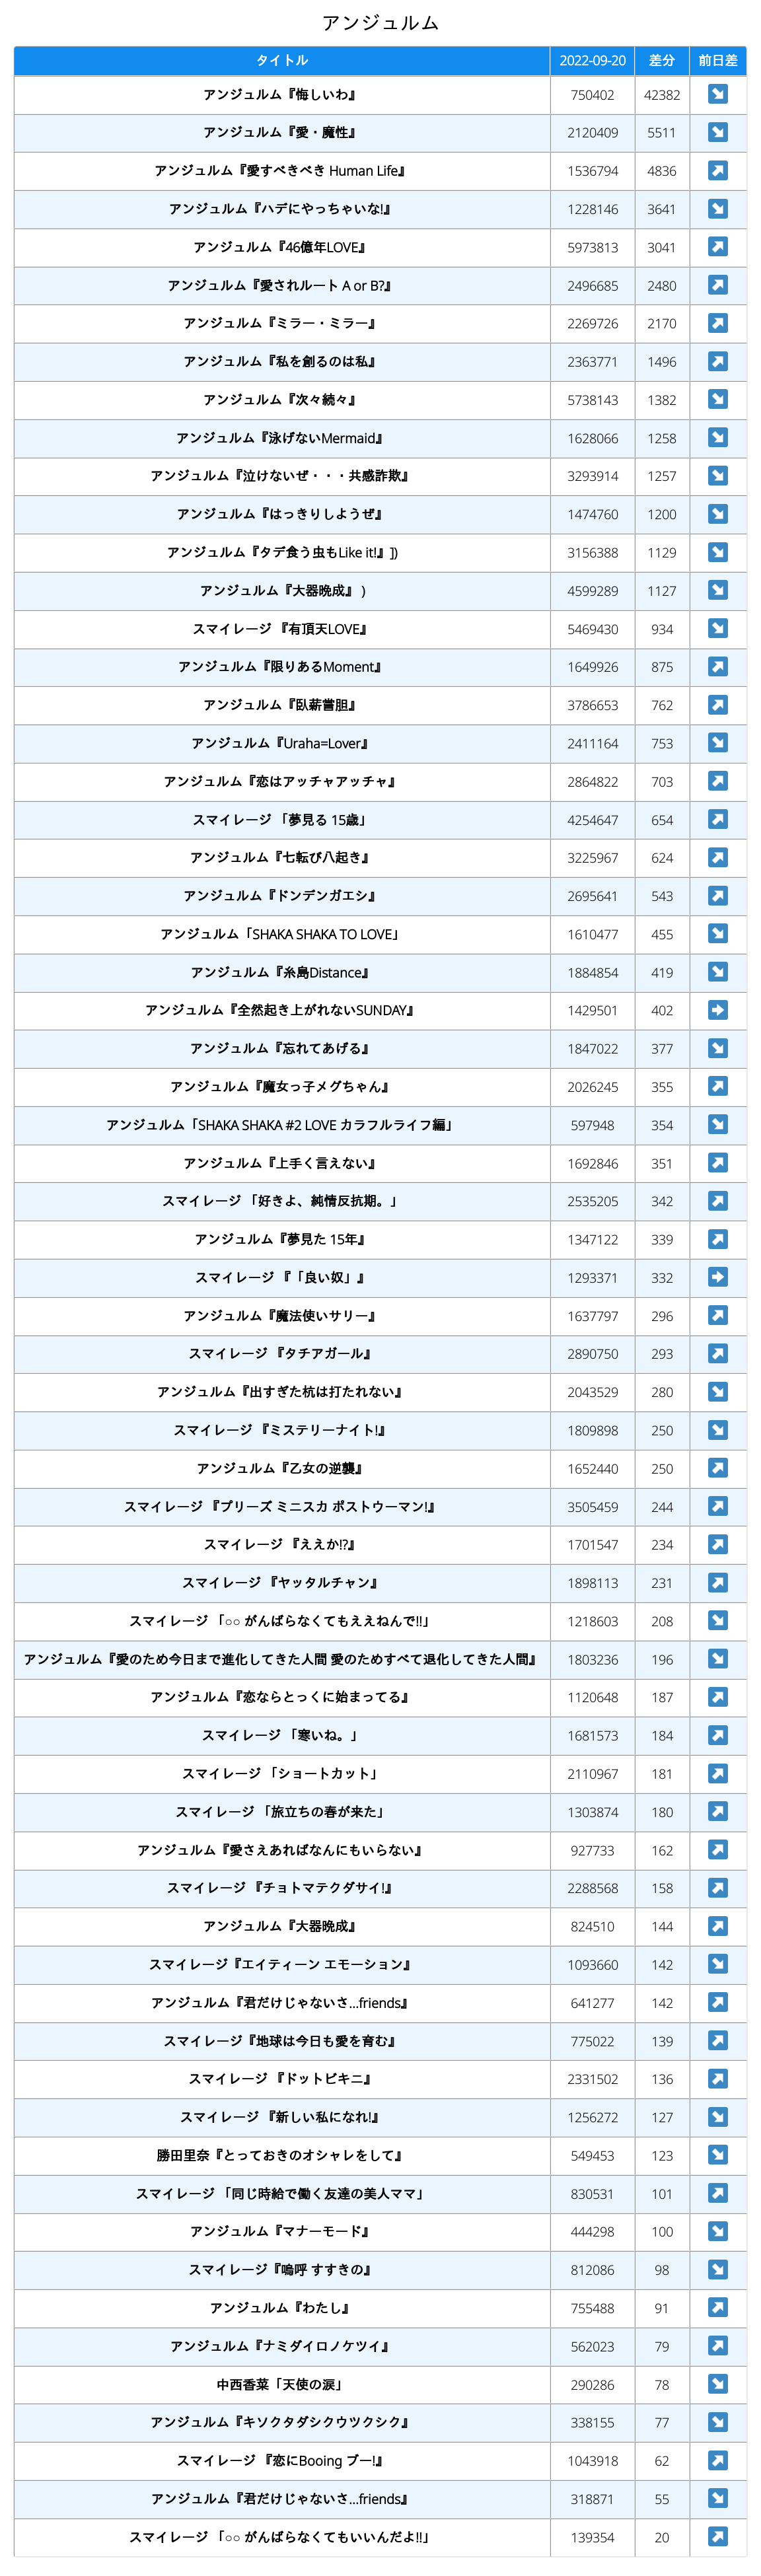 アンジュルム
タイトル 2022-09-20 差分 前日差
アンジュルム『悔しいわ』 750402 42382 ↘
アンジュルム『愛・魔性』 2120409 5511 ↘
アンジュルム『愛すべきべき Human Life』 1536794 4836 ↗
アンジュルム『ハデにやっちゃいな!』 1228146 3641 ↘
アンジュルム『46億年LOVE』 5973813 3041 ↗
アンジュルム『愛されルート A or B?』 2496685 2480 ↗
アンジュルム『ミラー・ミラー』 2269726 2170 ↗
アンジュルム『私を創るのは私』 2363771 1496 ↗
アンジュルム『次々続々』 5738143 1382 ↘
アンジュルム『泳げないMermaid』 1628066 1258 ↘
アンジュルム『泣けないぜ・・・共感詐欺』 3293914 1257 ↘
アンジュルム『はっきりしようぜ』 1474760 1200 ↘
アンジュルム『タデ食う虫もLike it!』]) 3156388 1129 ↘
アンジュルム『大器晩成』 ) 4599289 1127 ↘
スマイレージ 『有頂天LOVE』 5469430 934 ↘
アンジュルム『限りあるMoment』 1649926 875 ↗
アンジュルム『臥薪嘗胆』 3786653 762 ↗
アンジュルム『Uraha=Lover』 2411164 753 ↘
アンジュルム『恋はアッチャアッチャ』 2864822 703 ↗
スマイレージ 「夢見る 15歳」 4254647 654 ↗
アンジュルム『七転び八起き』 3225967 624 ↗
アンジュルム『ドンデンガエシ』 2695641 543 ↗
アンジュルム「SHAKA SHAKA TO LOVE」 1610477 455 ↘
アンジュルム『糸島Distance』 1884854 419 ↘
アンジュルム『全然起き上がれないSUNDAY』 1429501 402 ➡
アンジュルム『忘れてあげる』 1847022 377 ↘
アンジュルム『魔女っ子メグちゃん』 2026245 355 ↗
アンジュルム「SHAKA SHAKA #2 LOVE カラフルライフ編」 597948 354 ↘
アンジュルム『上手く言えない』 1692846 351 ↗
スマイレージ 「好きよ、純情反抗期。」 2535205 342 ↗
アンジュルム『夢見た 15年』 1347122 339 ↗
スマイレージ 『「良い奴」』 1293371 332 ➡
アンジュルム『魔法使いサリー』 1637797 296 ↗
スマイレージ 『タチアガール』 2890750 293 ↗
アンジュルム『出すぎた杭は打たれない』 2043529 280 ↘
スマイレージ 『ミステリーナイト!』 1809898 250 ↘
アンジュルム『乙女の逆襲』 1652440 250 ↗
スマイレージ 『プリーズ ミニスカ ポストウーマン!』 3505459 244 ↗
スマイレージ 『ええか!?』 1701547 234 ↗
スマイレージ 『ヤッタルチャン』 1898113 231 ↗
スマイレージ 「○○ がんばらなくてもええねんで!!」 1218603 208 ↘
アンジュルム『愛のため今日まで進化してきた人間 愛のためすべて退化してきた人間』 1803236 196 ↘
アンジュルム『恋ならとっくに始まってる』 1120648 187 ↗
スマイレージ 「寒いね。」 1681573 184 ↗
スマイレージ 「ショートカット」 2110967 181 ↗
スマイレージ 「旅立ちの春が来た」 1303874 180 ↗
アンジュルム『愛さえあればなんにもいらない』 927733 162 ↗
スマイレージ 『チョトマテクダサイ!』 2288568 158 ↗
アンジュルム『大器晩成』 824510 144 ↗
スマイレージ『エイティーン エモーション』 1093660 142 ↘
アンジュルム『君だけじゃないさ...friends』 641277 142 ↗
スマイレージ『地球は今日も愛を育む』 775022 139 ↗
スマイレージ 『ドットビキニ』 2331502 136 ↗
スマイレージ 『新しい私になれ!』 1256272 127 ↘
勝田里奈『とっておきのオシャレをして』 549453 123 ↘
スマイレージ 「同じ時給で働く友達の美人ママ」 830531 101 ↗
アンジュルム『マナーモード』 444298 100 ↘
スマイレージ『嗚呼 すすきの』 812086 98 ↘
アンジュルム『わたし』 755488 91 ↗
アンジュルム『ナミダイロノケツイ』 562023 79 ↗
中西香菜「天使の涙」 290286 78 ↘
アンジュルム『キソクタダシクウツクシク』 338155 77 ↘
スマイレージ 『恋にBooing ブー!』 1043918 62 ↗
アンジュルム『君だけじゃないさ...friends』 318871 55 ↘
スマイレージ 「○○ がんばらなくてもいいんだよ!!」 139354 20 ↗